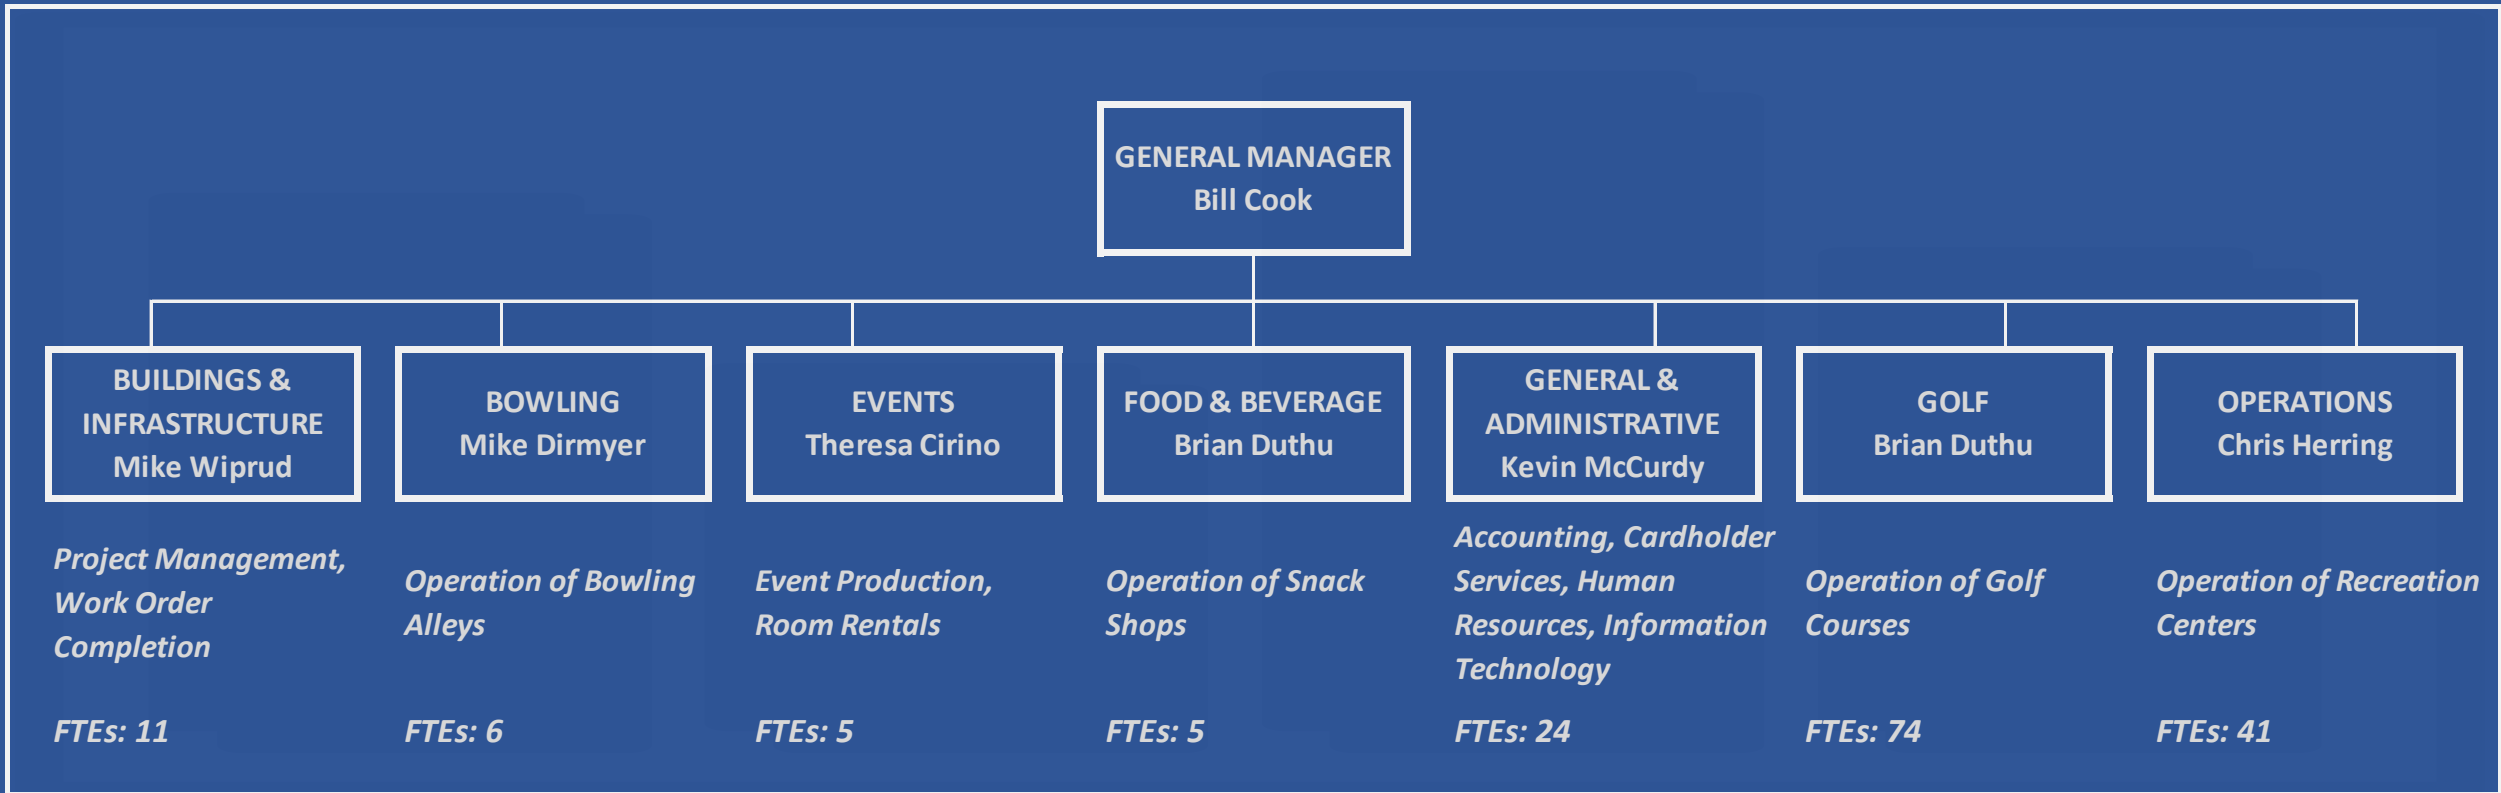 GENERAL MANAGER
Bill Cook
BUILDINGS &
INFRASTRUCTURE
Mike Wiprud
BOWLING
Mike Dirmyer
EVENTS
Theresa Cirino
FOOD & BEVERAGE
Brian Duthu
GENERAL &
ADMINISTRATIVE
Kevin McCurdy
GOLF
Brian Duthu
OPERATIONS
Chris Herring
Project Management,
Work Order
Completion
Operation of Bowling
Alleys
Event Production,
Room Rentals
Operation of Snack
Shops
Accounting, Cardholder
Services, Human
Resources, Information
Technology
Operation of Golf
Courses
Operation of Recreation
Centers
FTEs: 11
FTEs: 6
FTEs: 5
FTEs: 5
FTEs: 24
FTEs: 74
FTEs: 41